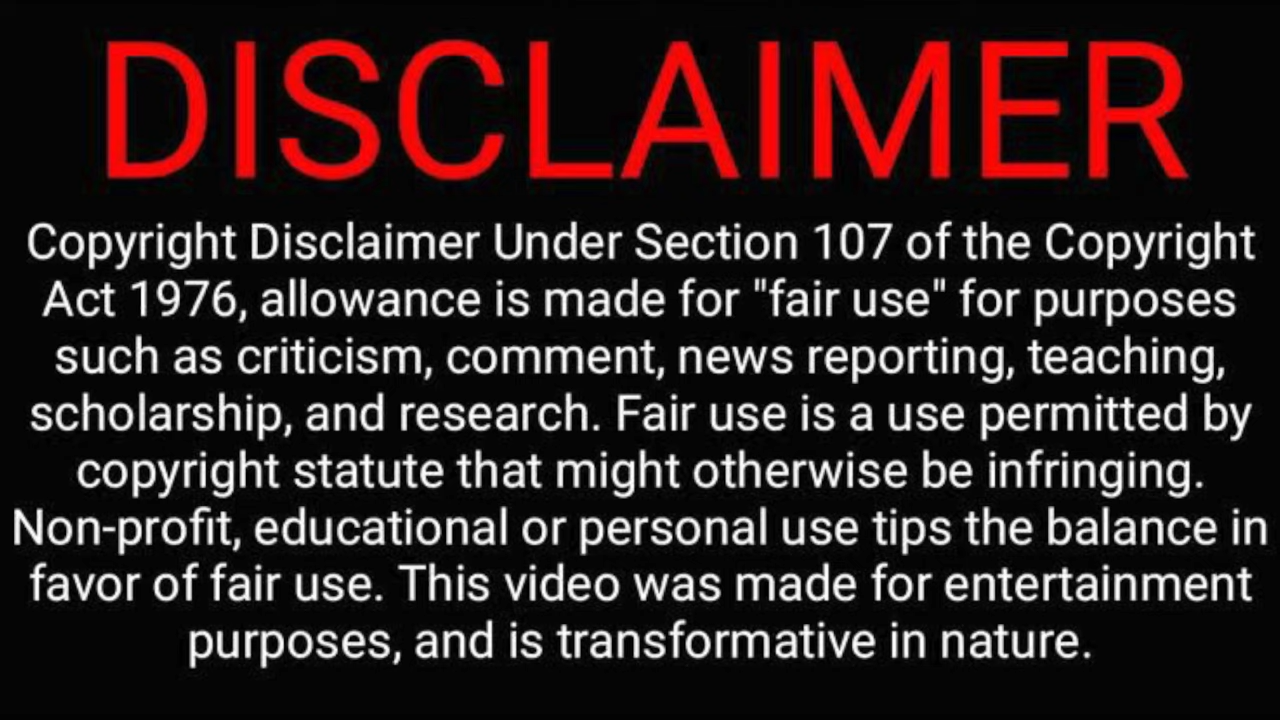 DISCLAIMER
Copyright Disclaimer Under Section 107 of the Copyright
Act 1976, allowance is made for "fair use" for purposes
such as criticism, comment, news reporting, teaching,
scholarship, and research. Fair use is a use permitted by
copyright statute that might otherwise be infringing.
Non-profit, educational or personal use tips the balance in
favor of fair use. This video was made for entertainment
purposes, and is transformative in nature.